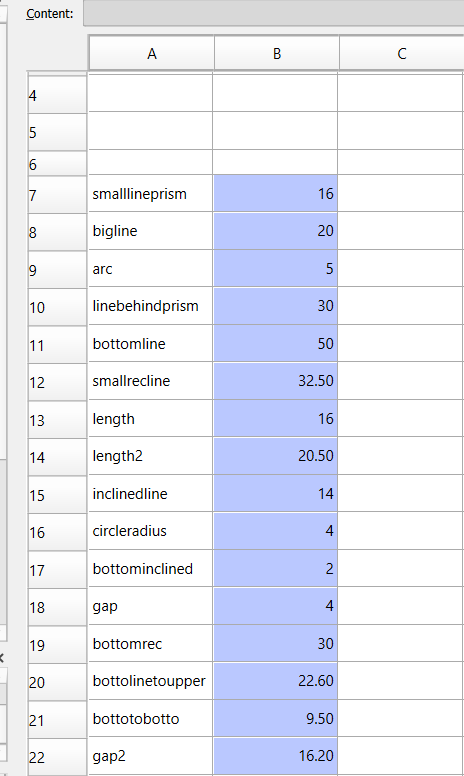 Content:
A B C
4
5
6
7 smalllineprism 16
8 bigline 20
9 arc 5
10 linebehindprism 30
11 bottomline 50
12 smallrecline 32.50
13 length 16
14 length2 20.50
15 inclinedline 14
16 circleradius 4
17 bottominclined 2
18 gap 4
19 bottomrec 30
20 bottolinetoupper 22.60
21 bottotobotto 9.50
22 gap2 16.20